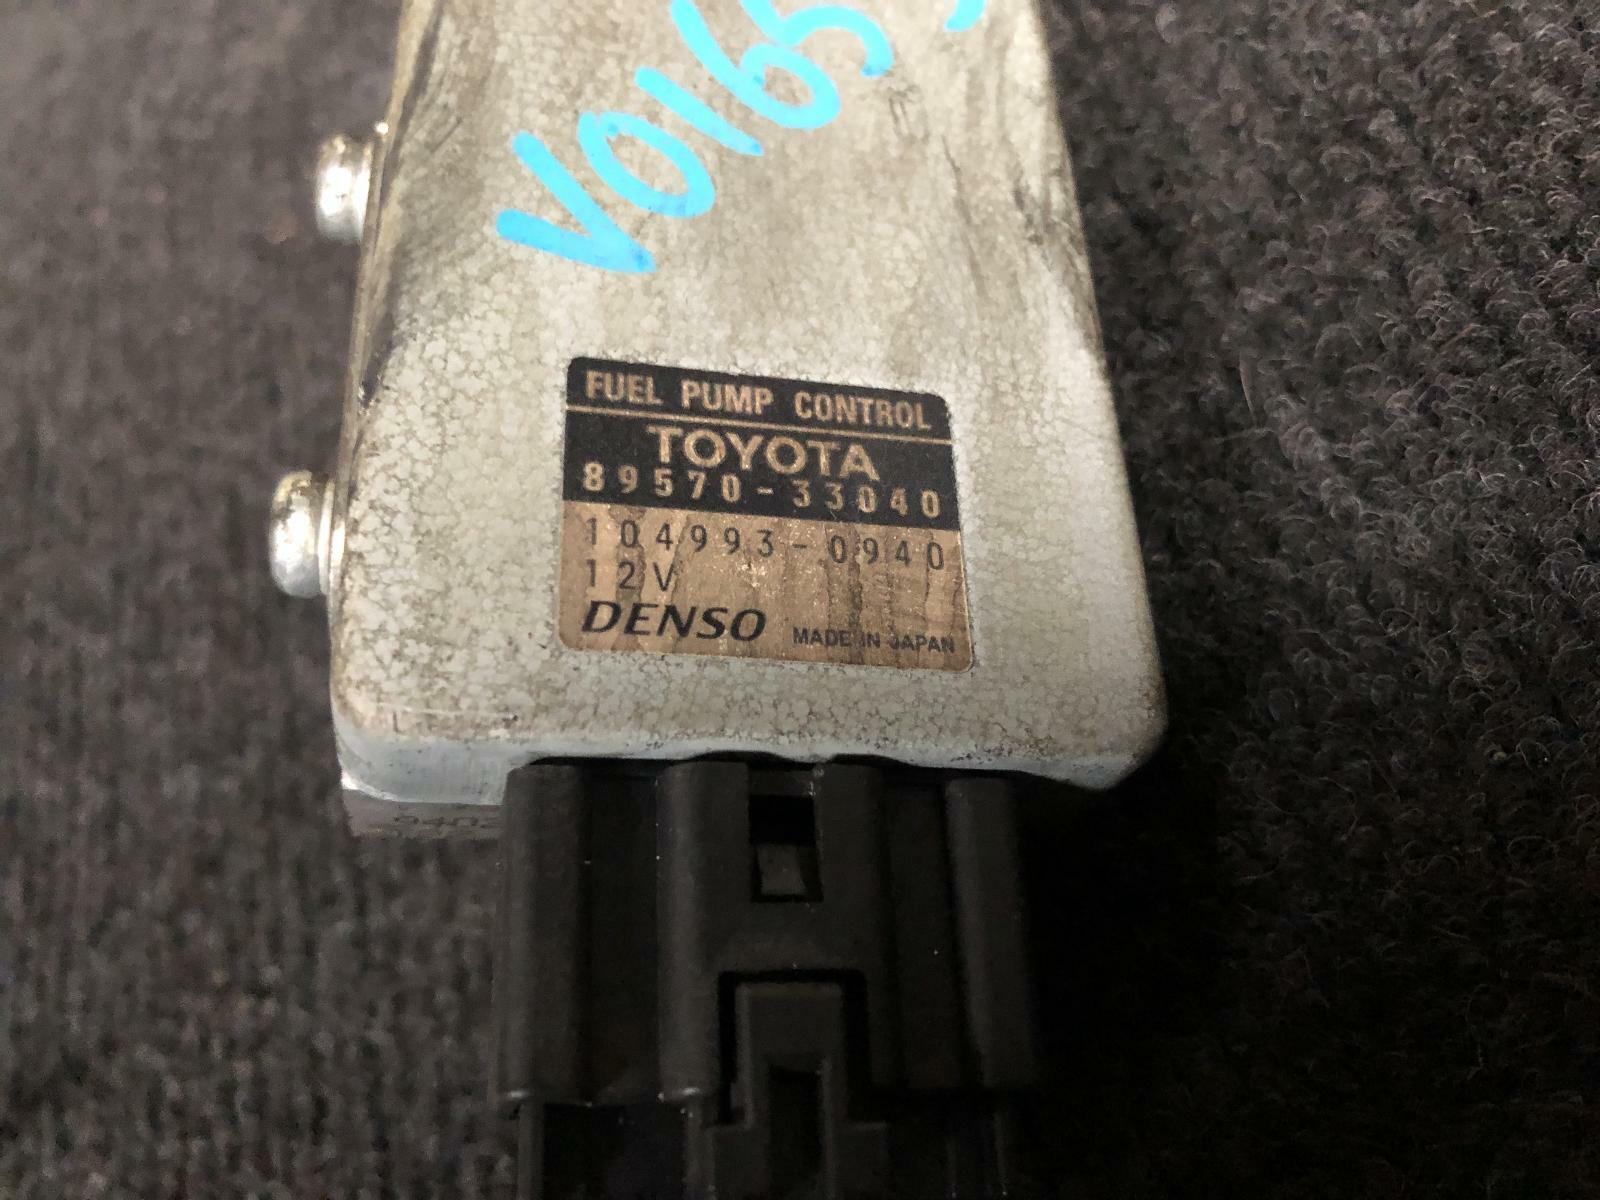 V0165
FUEL PUMP CONTROL
TOYOTA
89570-33040
104993-0940
12V
DENSO MADE IN JAPAN